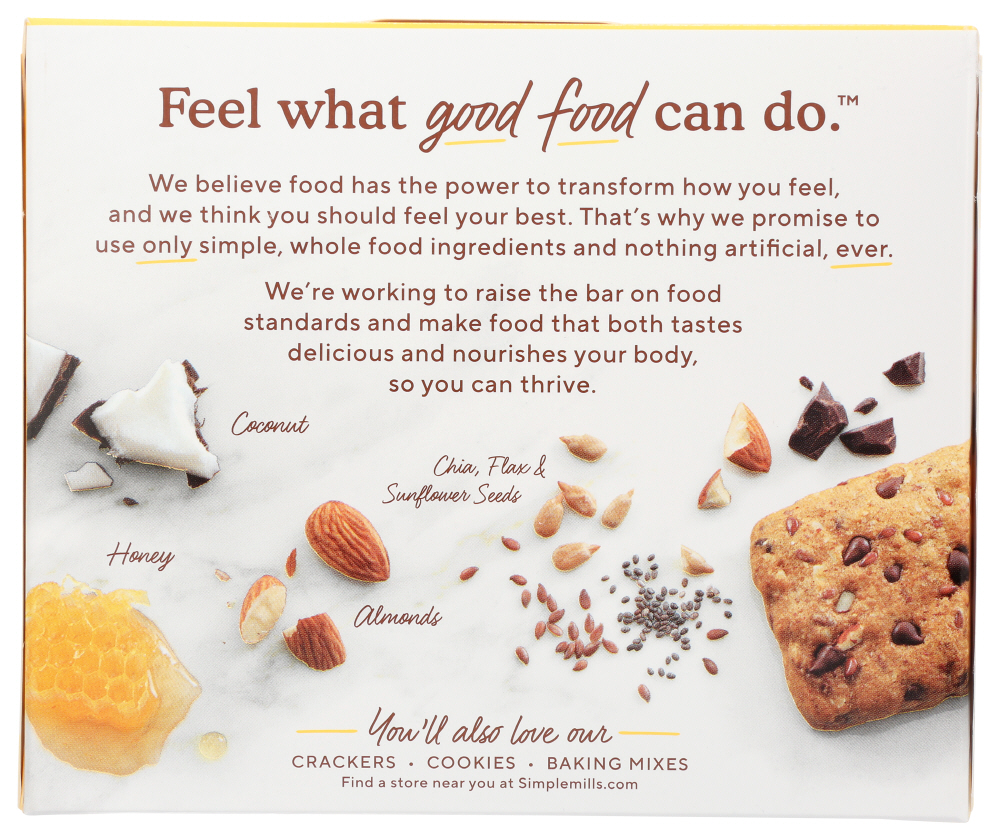 Feel what good food can do.™
We believe food has the power to transform how you feel,
and we think you should feel your best. That's why we promise to
use only simple, whole food ingredients and nothing artificial, ever.
We're working to raise the bar on food
standards and make food that both tastes
delicious and nourishes your body,
so you can thrive.
Coconut
Chia, Flax &
Sunflower Seeds
Honey
Almonds
You'll also love our
CRACKERS • COOKIES • BAKING MIXES
Find a store near you at Simplemills.com